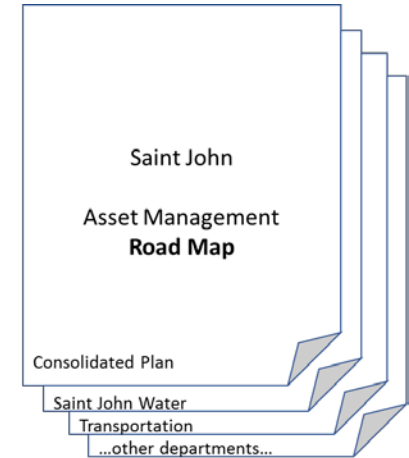 Saint John
Asset Management
Road Map
Consolidated Plan
Saint John Water
Transportation
...other departments...